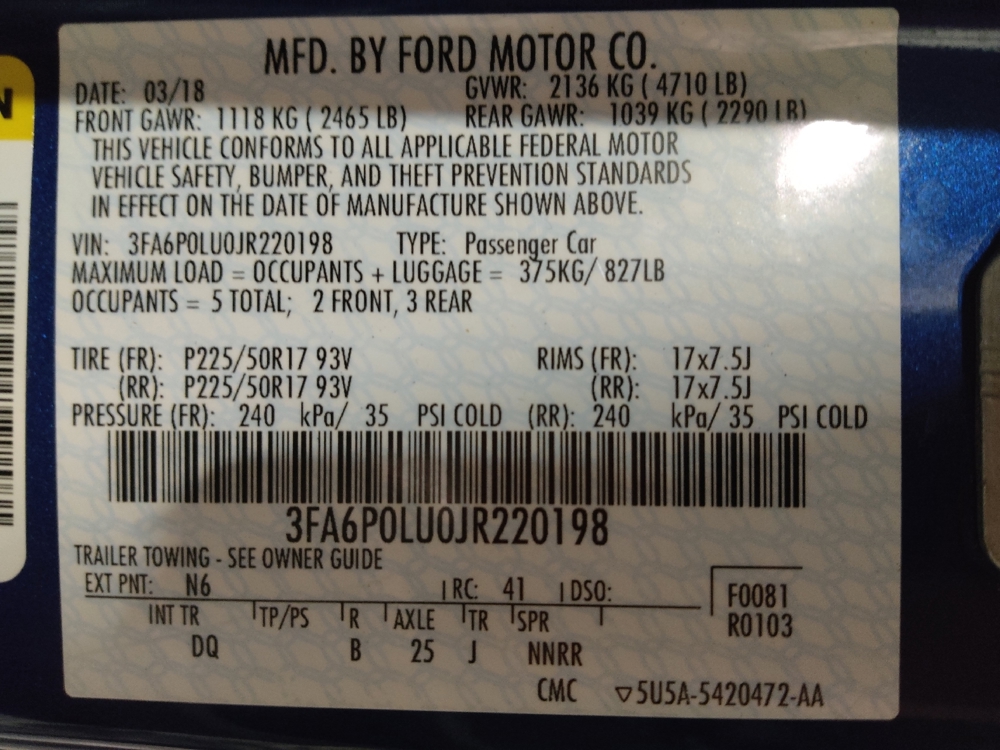 MFD. BY FORD MOTOR CO.
DATE: 03/18 GVWR: 2136 KG ( 4710 LB)
FRONT GAWR: 1118 KG ( 2465 LB) REAR GAWR: 1039 KG ( 2290 LB)
THIS VEHICLE CONFORMS TO ALL APPLICABLE FEDERAL MOTOR
VEHICLE SAFETY, BUMPER, AND THEFT PREVENTION STANDARDS
IN EFFECT ON THE DATE OF MANUFACTURE SHOWN ABOVE.
VIN: 3FA6P0LU0JR220198 TYPE: Passenger Car
MAXIMUM LOAD = OCCUPANTS + LUGGAGE = 375KG/ 827LB
OCCUPANTS = 5 TOTAL; 2 FRONT, 3 REAR
TIRE (FR): P225/50R17 93V RIMS (FR): 17x7.5J
(RR): P225/50R17 93V (RR): 17x7.5J
PRESSURE (FR): 240 kPa/ 35 PSI COLD (RR): 240 kPa/ 35 PSI COLD
3FA6P0LU0JR220198
TRAILER TOWING - SEE OWNER GUIDE
EXT PNT: N6 RC: 41 DSO: F0081
INT TR TP/PS R AXLE TR SPR R0103
DQ B 25 J NNRR
CMC ▽5U5A-5420472-AA